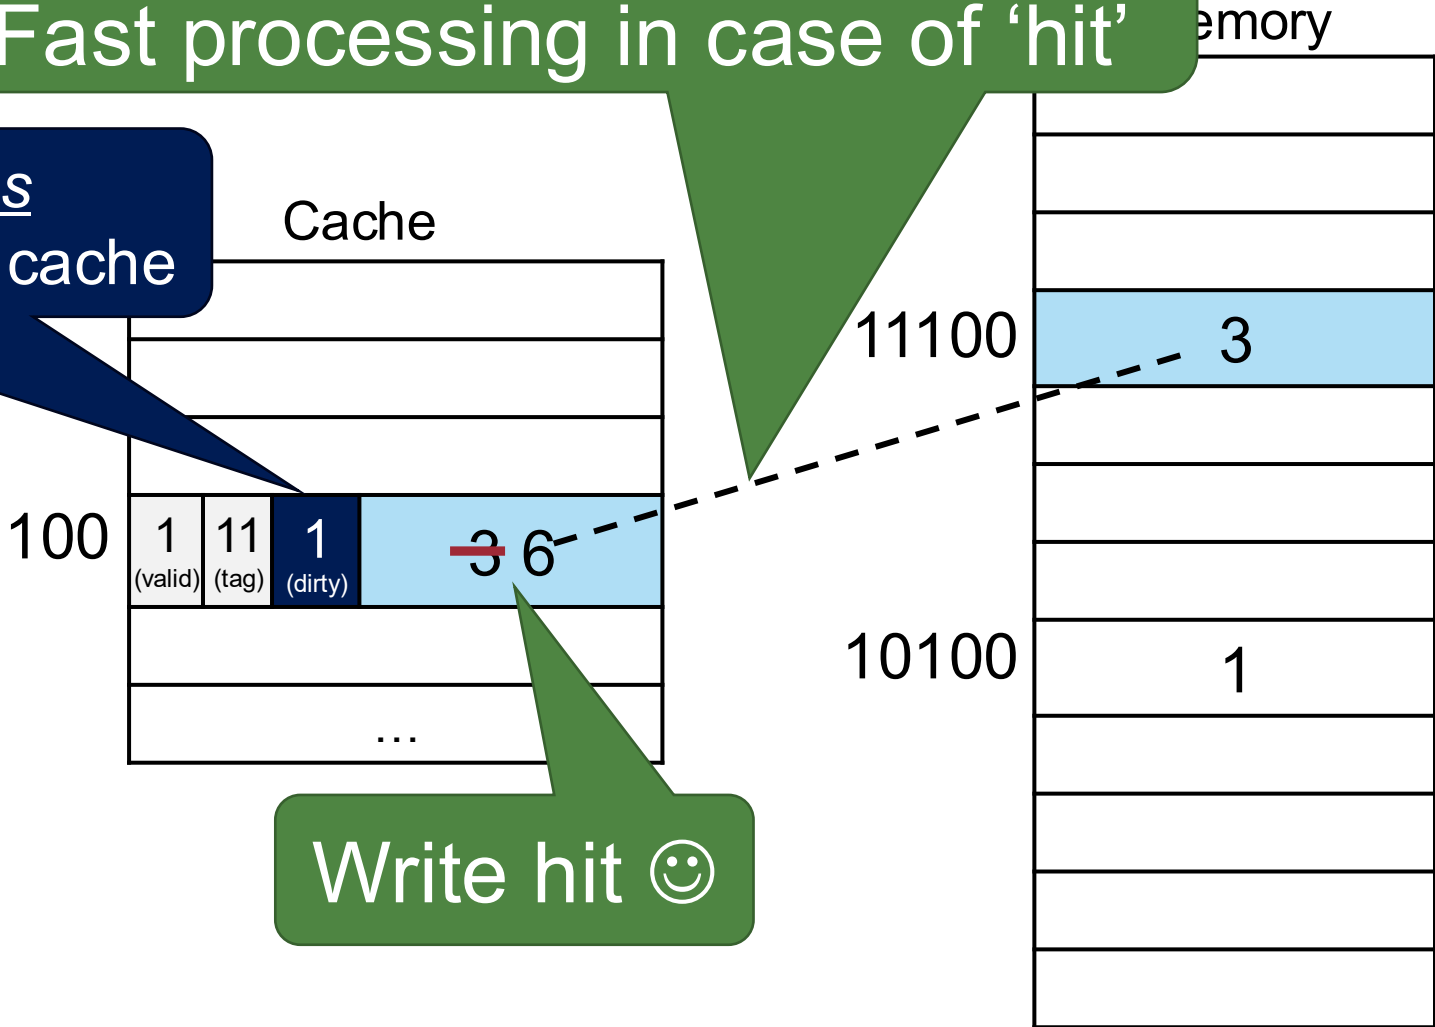 Fast processing in case of ‘hit’
emory
s
cache
Cache
11100
3
100
1
(valid)
11
(tag)
1
(dirty)
3 6
10100
1
…
Write hit ☺